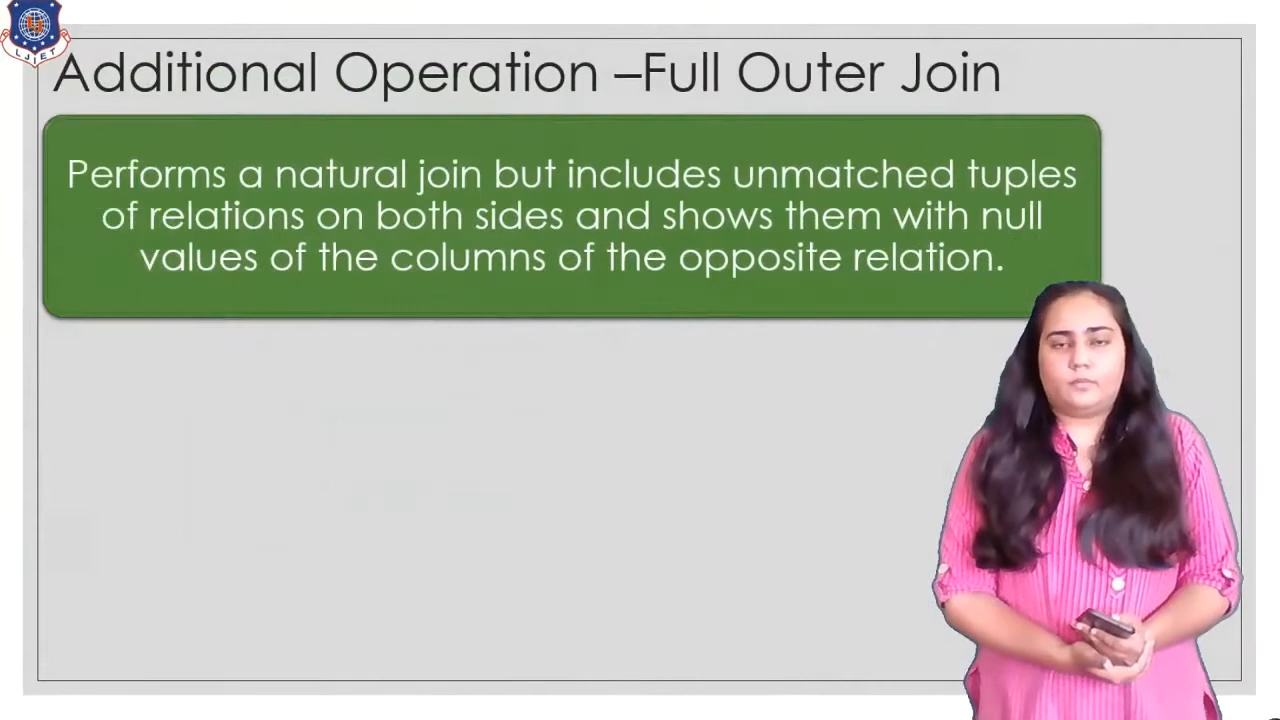 LJIET
Additional Operation –Full Outer Join
Performs a natural join but includes unmatched tuples
of relations on both sides and shows them with null
values of the columns of the opposite relation.